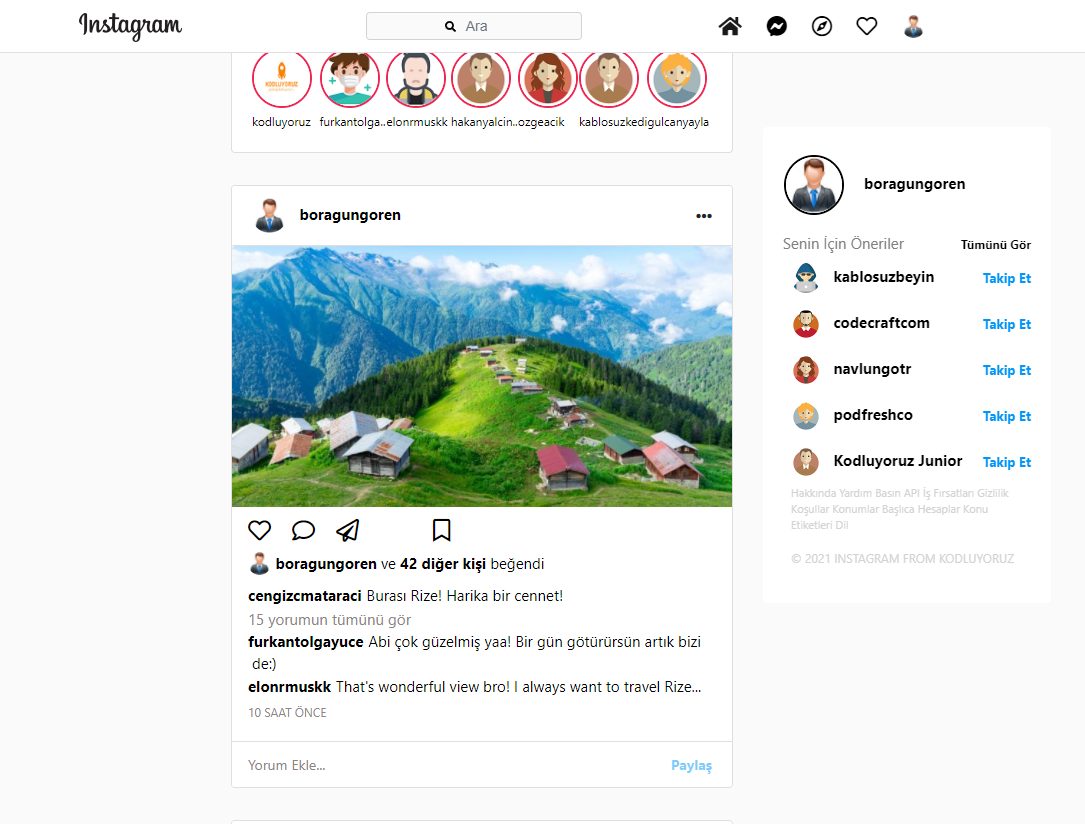 Instagram
Ara
KODLUYORUZ
kodluyoruz furkantolga.. elonrmuskk hakanyalcin.. ozgeacik kablosuzkedi gulcanyayla
boragungoren
boragungoren ve 42 diğer kişi beğendi
cengizcmataraci Burası Rize! Harika bir cennet!
15 yorumun tümünü gör
furkantolgayuce Abi çok güzelmiş yaa! Bir gün götürürsün artık bizi
de:)
elonrmuskk That's wonderful view bro! I always want to travel Rize...
10 SAAT ÖNCE
Yorum Ekle... Paylaş
boragungoren
Senin İçin Öneriler Tümünü Gör
kablosuzbeyin Takip Et
codecraftcom Takip Et
navlungotr Takip Et
podfreshco Takip Et
Kodluyoruz Junior Takip Et
Hakkında Yardım Basın API İş Fırsatları Gizlilik
Koşullar Konumlar Başlıca Hesaplar Konu
Etiketleri Dil
© 2021 INSTAGRAM FROM KODLUYORUZ